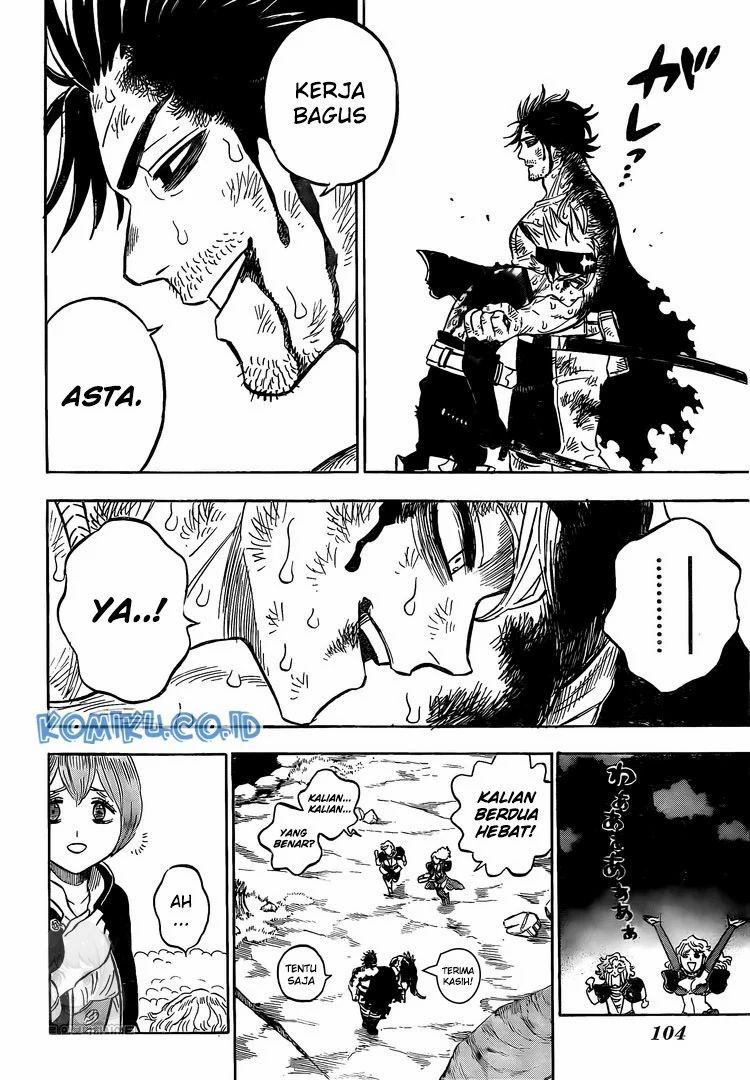 KERJA
BAGUS
ASTA.
ガレっ…
YA..!
KOMIKU.CO.ID
AH
...
KALIAN...
KALIAN...
YANG
BENAR?
KALIAN
BERDUA
HEBAT!
TENTU
SAJA
TERIMA
KASIH!
104